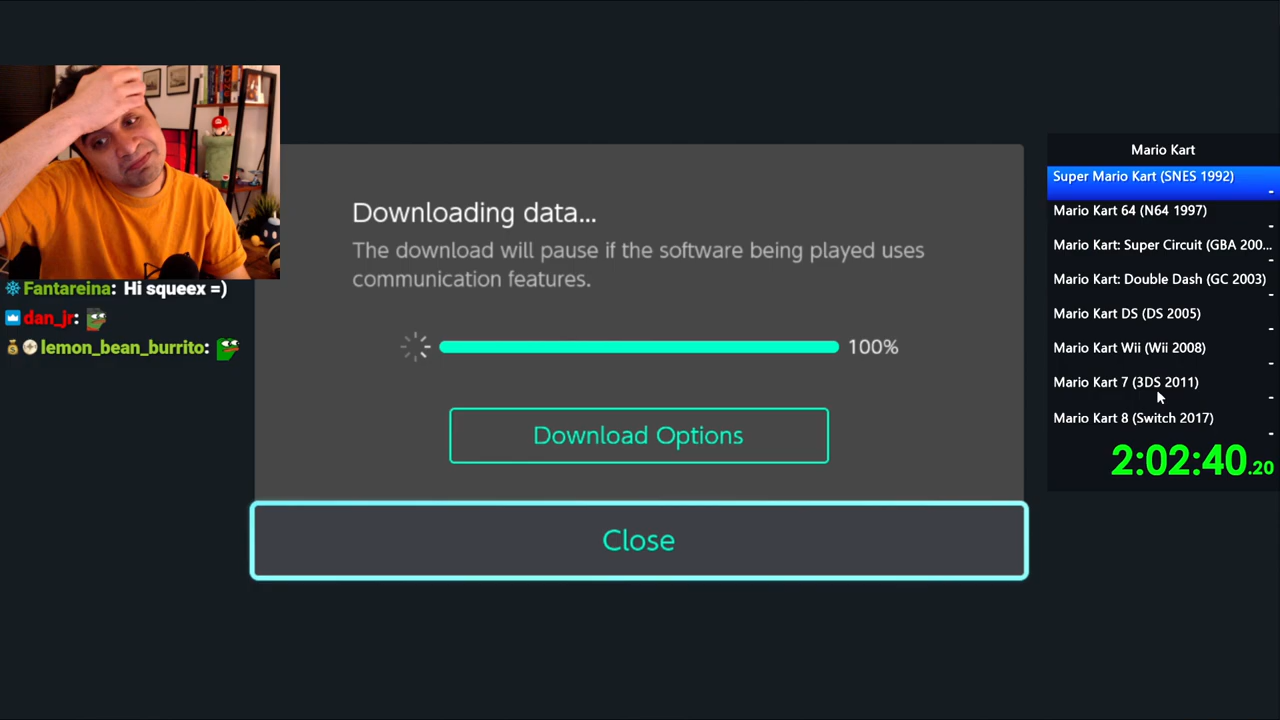 Fantareina: Hi squeex =)
dan_jr:
lemon_bean_burrito:
Downloading data...
The download will pause if the software being played uses
communication features.
100%
Download Options
Close
Mario Kart
Super Mario Kart (SNES 1992)
-
Mario Kart 64 (N64 1997)
-
Mario Kart: Super Circuit (GBA 200...
-
Mario Kart: Double Dash (GC 2003)
-
Mario Kart DS (DS 2005)
-
Mario Kart Wii (Wii 2008)
-
Mario Kart 7 (3DS 2011)
-
Mario Kart 8 (Switch 2017)
-
2:02:40.20